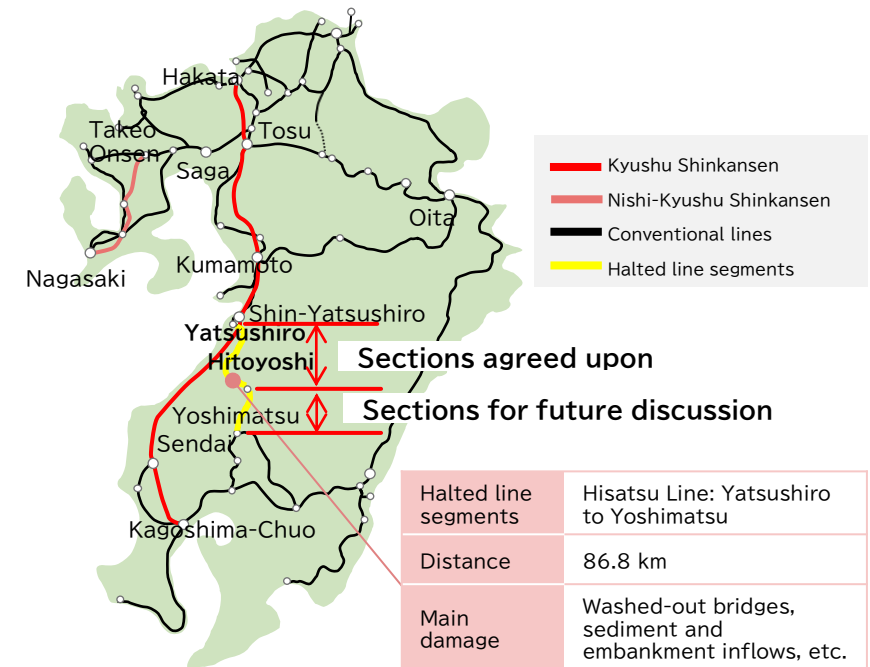 Hakata
Takeo
Onsen
Tosu
Saga
Kyushu Shinkansen
Nishi-Kyushu Shinkansen
Conventional lines
Halted line segments
Oita
Nagasaki
Kumamoto
Shin-Yatsushiro
Yatsushiro
Hitoyoshi
Sections agreed upon
Yoshimatsu
Sections for future discussion
Sendai
Kagoshima-Chuo
Halted line
segments
Hisatsu Line: Yatsushiro
to Yoshimatsu
Distance
86.8 km
Main
damage
Washed-out bridges,
sediment and
embankment inflows, etc.